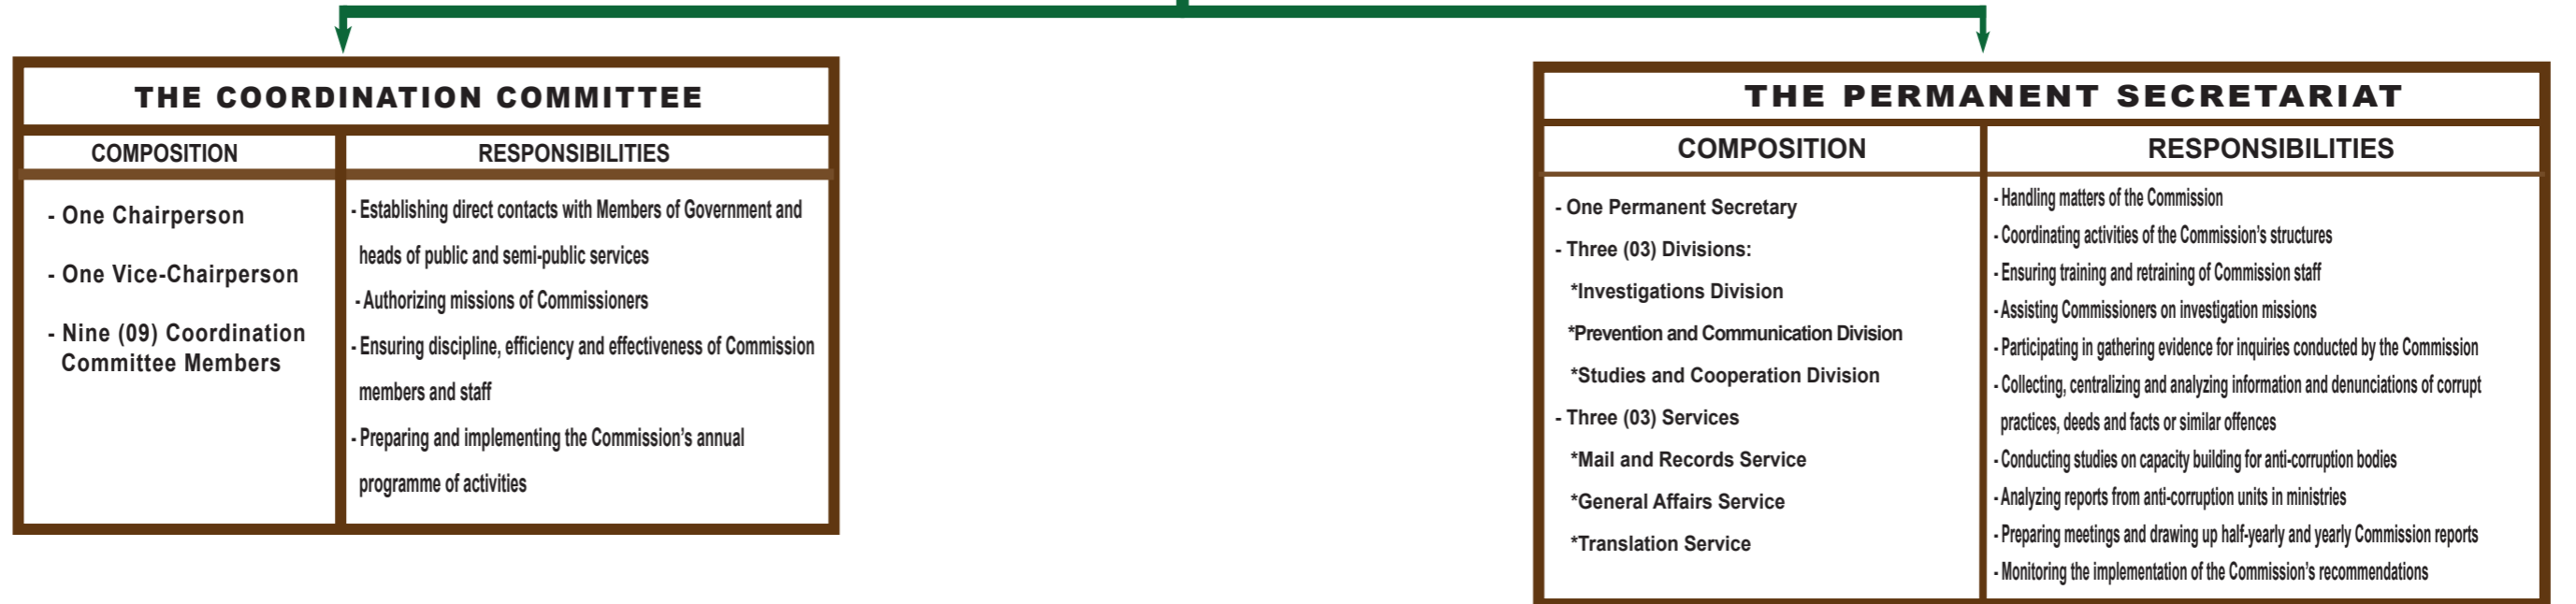 THE COORDINATION COMMITTEE
COMPOSITION
RESPONSIBILITIES
- One Chairperson
- One Vice-Chairperson
- Nine (09) Coordination
Committee Members
- Establishing direct contacts with Members of Government and
heads of public and semi-public services
- Authorizing missions of Commissioners
- Ensuring discipline, efficiency and effectiveness of Commission
members and staff
- Preparing and implementing the Commission's annual
programme of activities
THE PERMANENT SECRETARIAT
COMPOSITION
RESPONSIBILITIES
- One Permanent Secretary
- Three (03) Divisions:
*Investigations Division
*Prevention and Communication Division
*Studies and Cooperation Division
- Three (03) Services
*Mail and Records Service
*General Affairs Service
*Translation Service
- Handling matters of the Commission
- Coordinating activities of the Commission's structures
- Ensuring training and retraining of Commission staff
- Assisting Commissioners on investigation missions
- Participating in gathering evidence for inquiries conducted by the Commission
- Collecting, centralizing and analyzing information and denunciations of corrupt
practices, deeds and facts or similar offences
- Conducting studies on capacity building for anti-corruption bodies
- Analyzing reports from anti-corruption units in ministries
- Preparing meetings and drawing up half-yearly and yearly Commission reports
- Monitoring the implementation of the Commission's recommendations